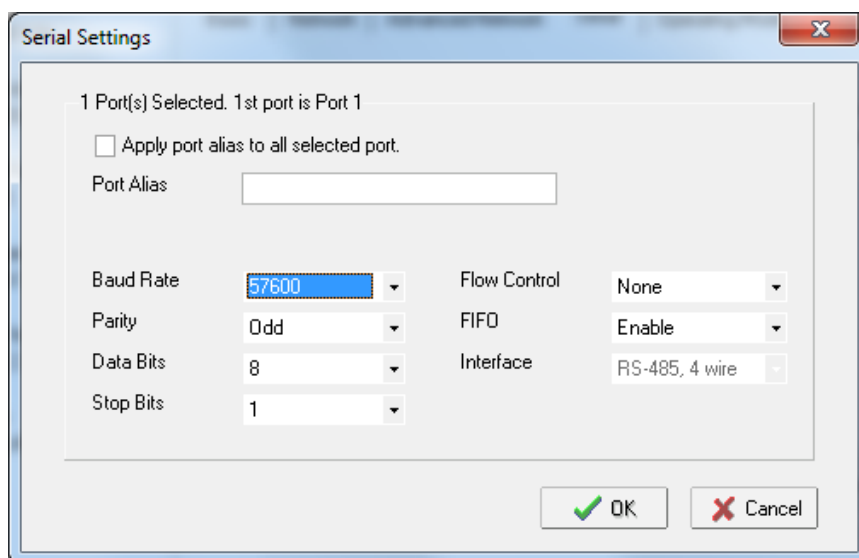 Serial Settings
1 Port(s) Selected. 1st port is Port 1
Apply port alias to all selected port.
Port Alias
Baud Rate 57600 Flow Control None
Parity Odd FIFO Enable
Data Bits 8 Interface RS-485, 4 wire
Stop Bits 1
OK Cancel